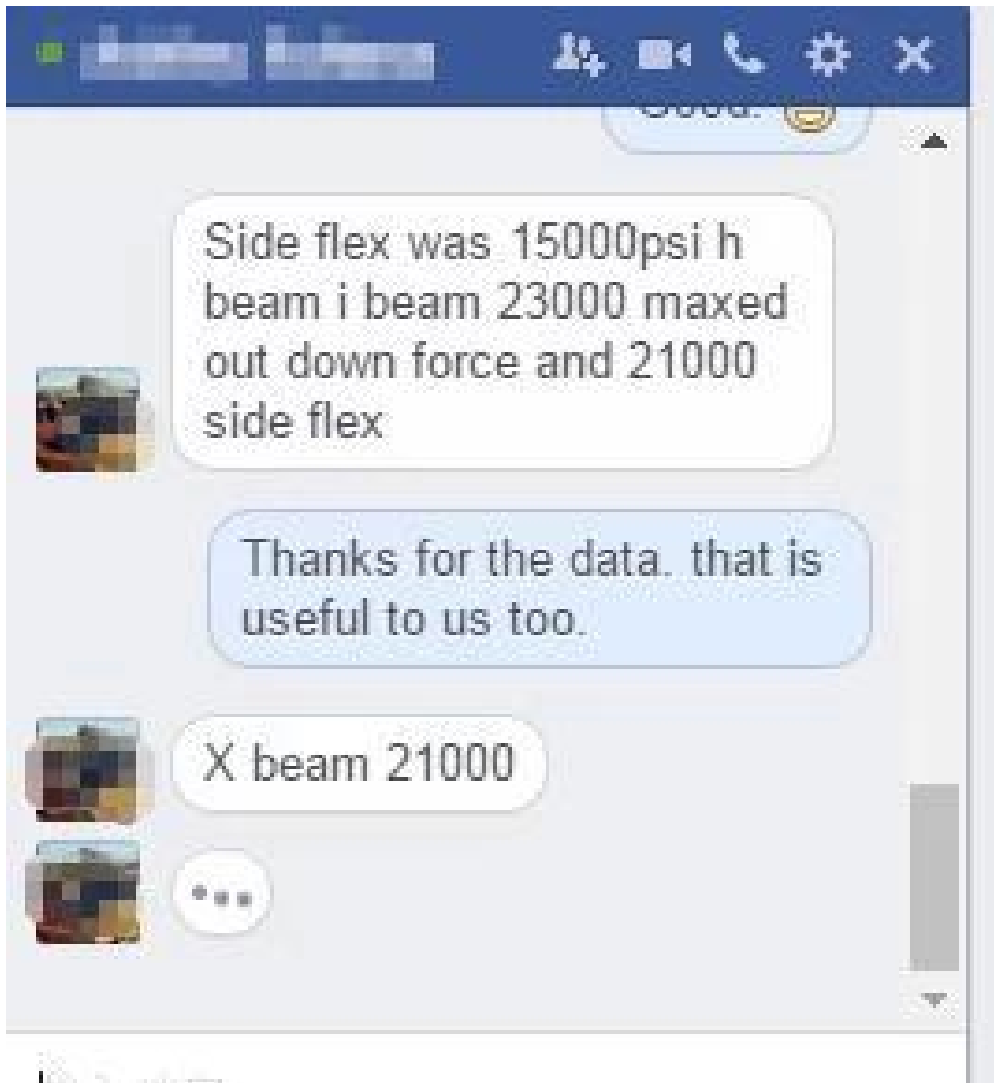 Good.
Side flex was 15000psi h
beam i beam 23000 maxed
out down force and 21000
side flex
Thanks for the data. that is
useful to us too.
X beam 21000